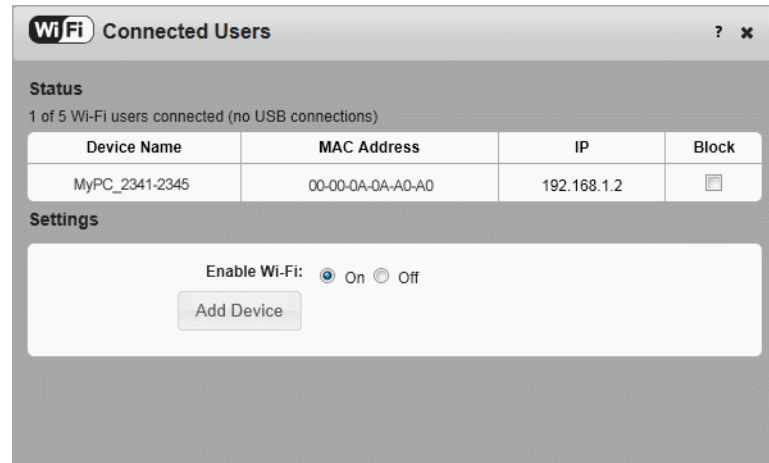 WiFi Connected Users ? ✖
Status
1 of 5 Wi-Fi users connected (no USB connections)
Device Name MAC Address IP Block
MyPC_2341-2345 00-00-0A-0A-A0-A0 192.168.1.2
Settings
Enable Wi-Fi: On Off
Add Device